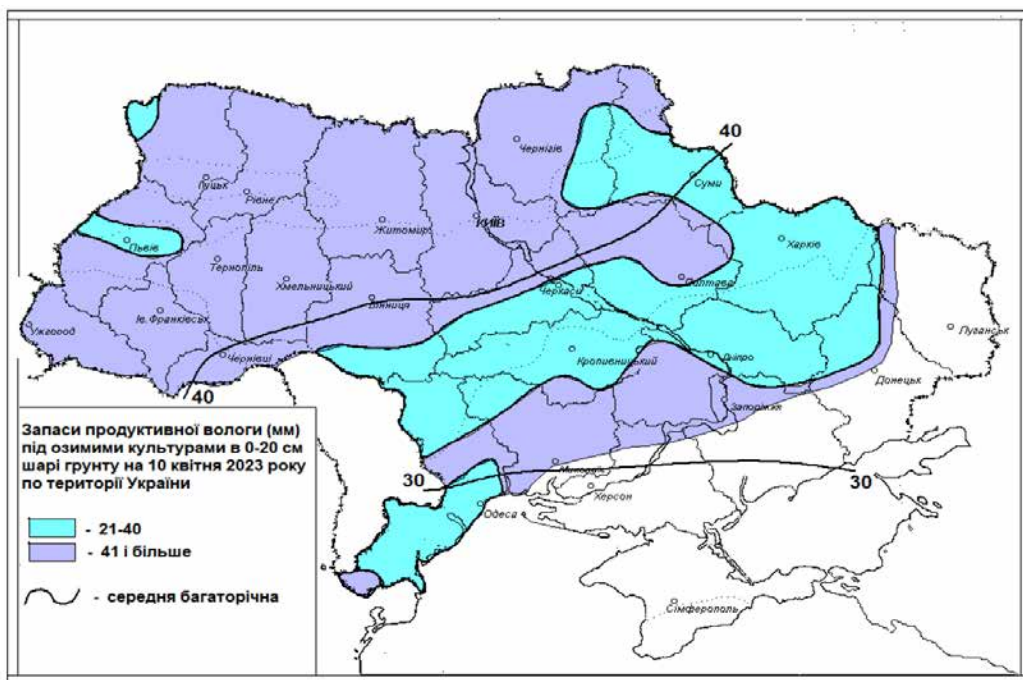 40
Чернігів
Суми
Луцьк
Рівне
КИЇВ
Житомир
Харків
Львів
Тернопіль
Хмельницький
Полтава
Черкаси
Вінниця
Ів.Франківськ
Ужгород
Луганськ
Чернівці
Кропивницький
Дніпро
Донецьк
40
Запоріжжя
Запаси продуктивної вологи (мм)
під озимими культурами в 0-20 см
шарі грунту на 10 квітня 2023 року
по території України
Миколаїв
30
30
Херсон
Одеса
- 21-40
- 41 і більше
- середня багаторічна
Сімферополь